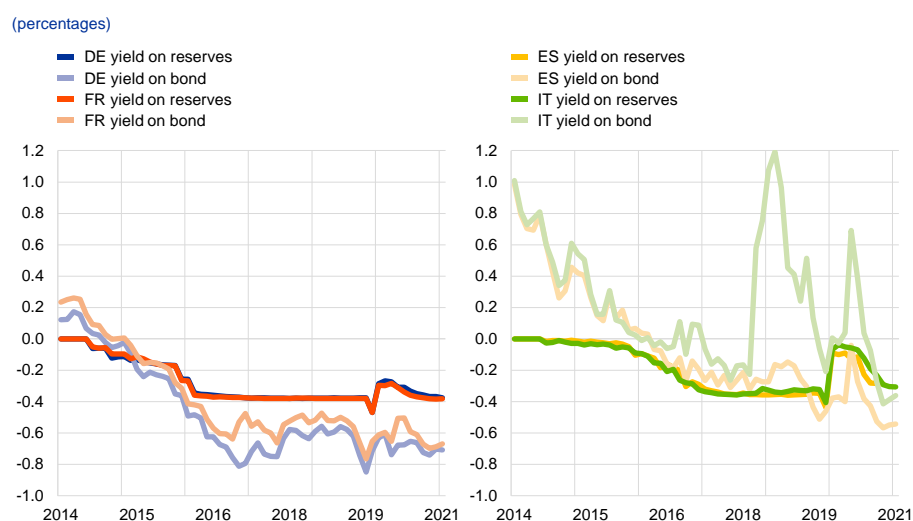 (percentages)
DE yield on reserves
DE yield on bond
FR yield on reserves
FR yield on bond
ES yield on reserves
ES yield on bond
IT yield on reserves
IT yield on bond
1.2
1.0
0.8
0.6
0.4
0.2
0.0
-0.2
-0.4
-0.6
-0.8
-1.0
2014 2015 2016 2017 2018 2019 2021
1.2
1.0
0.8
0.6
0.4
0.2
0.0
-0.2
-0.4
-0.6
-0.8
-1.0
2014 2015 2016 2017 2018 2019 2021